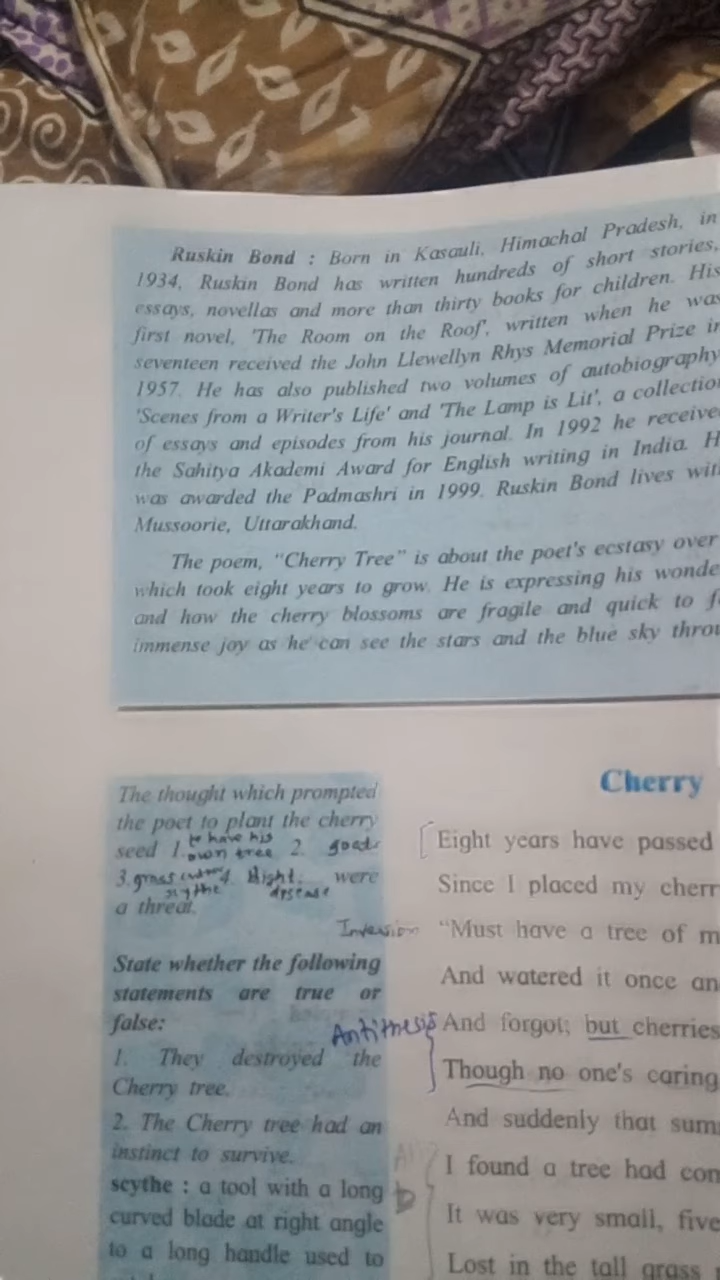 Ruskin Bond : Born in Kasauli, Himachal Pradesh, in
1934, Ruskin Bond has written hundreds of short stories,
essays, novellas and more than thirty books for children. His
first novel, 'The Room on the Roof', written when he was
seventeen received the John Llewellyn Rhys Memorial Prize in
1957. He has also published two volumes of autobiography
'Scenes from a Writer's Life' and 'The Lamp is Lit', a collection
of essays and episodes from his journal. In 1992 he receive
the Sahitya Akademi Award for English writing in India. H
was awarded the Padmashri in 1999. Ruskin Bond lives wit
Mussoorie, Uttarakhand.
The poem, "Cherry Tree" is about the poet's ecstasy over
which took eight years to grow. He is expressing his wonde
and how the cherry blossoms are fragile and quick to f
immense joy as he can see the stars and the blue sky throu
The thought which prompted
the poet to plant the cherry
seed 1. to have his own tree 2. goat
3. grass cutter scythe 4. Blight, disease were
a threat.
State whether the following
statements are true or
false:
1. They destroyed the
Cherry tree.
2. The Cherry tree had an
instinct to survive.
scythe : a tool with a long
curved blade at right angle
to a long handle used to
Cherry
Eight years have passed
Since I placed my cherr
Inversion "Must have a tree of m
And watered it once an
Antithesis And forgot; but cherries
Though no one's caring
And suddenly that sum
I found a tree had com
It was very small, five
Lost in the tall grass